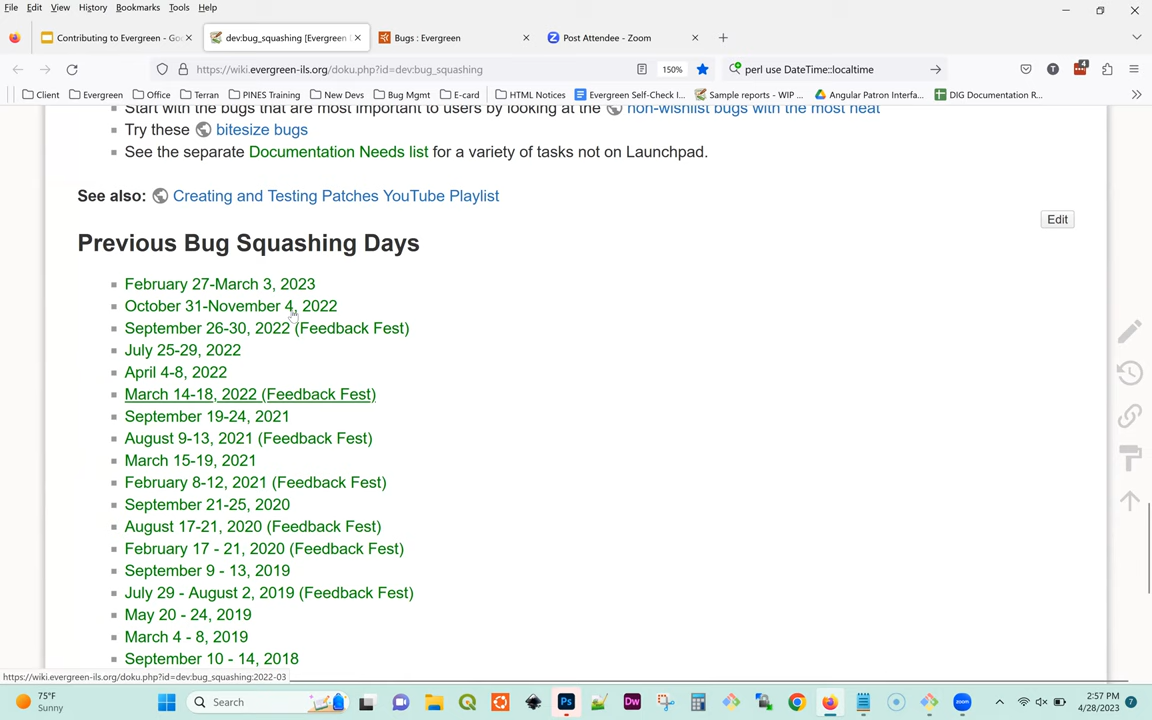 File Edit View History Bookmarks Tools Help
Contributing to Evergreen - Go
dev:bug_squashing [Evergreen
Bugs : Evergreen
Post Attendee - Zoom
https://wiki.evergreen-ils.org/doku.php?id=dev:bug_squashing
150%
perl use DateTime::localtime
4
Client Evergreen Office Terran PINES Training New Devs Bug Mgmt E-card HTML Notices Evergreen Self-Check I... Sample reports - WIP ... Angular Patron Interfa... DIG Documentation R...
Start with the bugs that are most important to users by looking at the non-wishlist bugs with the most heat
Try these bitesize bugs
See the separate Documentation Needs list for a variety of tasks not on Launchpad.
See also: Creating and Testing Patches YouTube Playlist
Edit
Previous Bug Squashing Days
February 27-March 3, 2023
October 31-November 4, 2022
September 26-30, 2022 (Feedback Fest)
July 25-29, 2022
April 4-8, 2022
March 14-18, 2022 (Feedback Fest)
September 19-24, 2021
August 9-13, 2021 (Feedback Fest)
March 15-19, 2021
February 8-12, 2021 (Feedback Fest)
September 21-25, 2020
August 17-21, 2020 (Feedback Fest)
February 17 - 21, 2020 (Feedback Fest)
September 9 - 13, 2019
July 29 - August 2, 2019 (Feedback Fest)
May 20 - 24, 2019
March 4 - 8, 2019
September 10 - 14, 2018
https://wiki.evergreen-ils.org/doku.php?id=dev:bug_squashing:2022-03
75°F
Sunny
Search
Ps
Dw
zoom
2:57 PM
4/28/2023
7